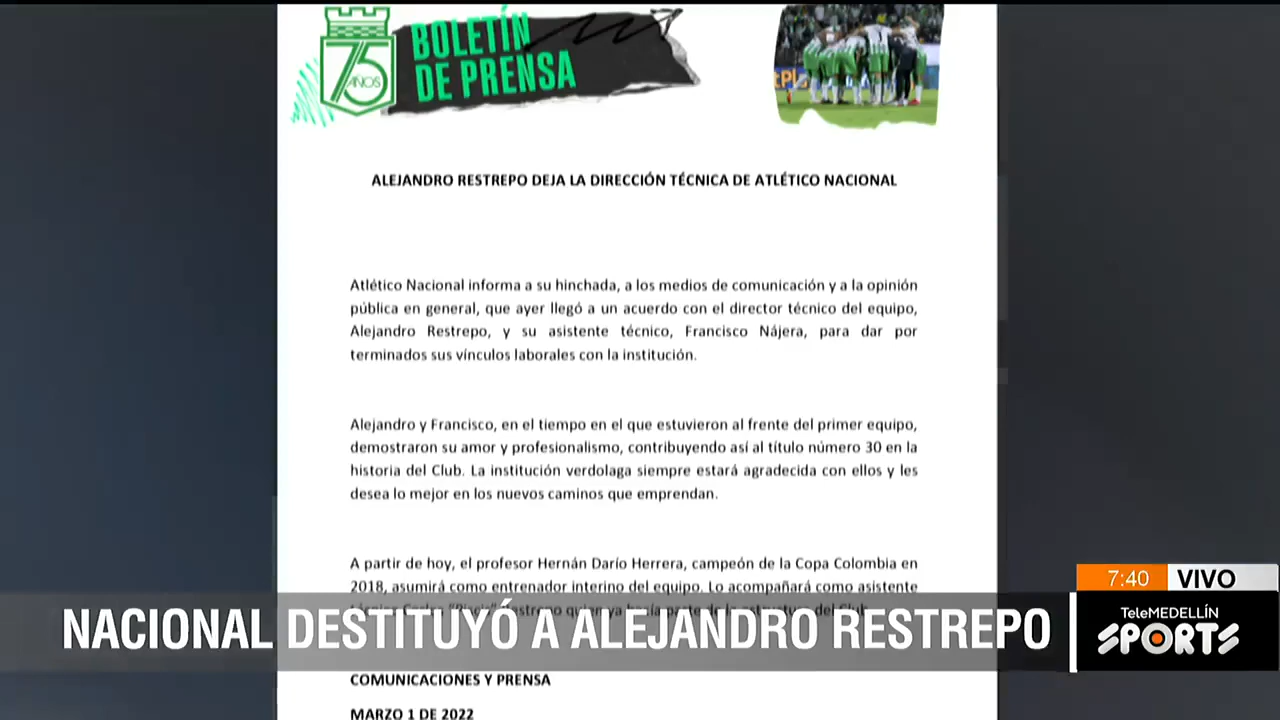 75
AÑOS
BOLETÍN
DE PRENSA
ALEJANDRO RESTREPO DEJA LA DIRECCIÓN TÉCNICA DE ATLÉTICO NACIONAL
Atlético Nacional informa a su hinchada, a los medios de comunicación y a la opinión
pública en general, que ayer llegó a un acuerdo con el director técnico del equipo,
Alejandro Restrepo, y su asistente técnico, Francisco Nájera, para dar por
terminados sus vínculos laborales con la institución.
Alejandro y Francisco, en el tiempo en el que estuvieron al frente del primer equipo,
demostraron su amor y profesionalismo, contribuyendo así al título número 30 en la
historia del Club. La institución verdolaga siempre estará agradecida con ellos y les
desea lo mejor en los nuevos caminos que emprendan.
A partir de hoy, el profesor Hernán Darío Herrera, campeón de la Copa Colombia en
2018, asumirá como entrenador interino del equipo. Lo acompañará como asistente
del Club.
NACIONAL DESTITUYÓ A ALEJANDRO RESTREPO
7:40 VIVO
TeleMEDELLÍN
SPORTS
COMUNICACIONES Y PRENSA
MARZO 1 DE 2022